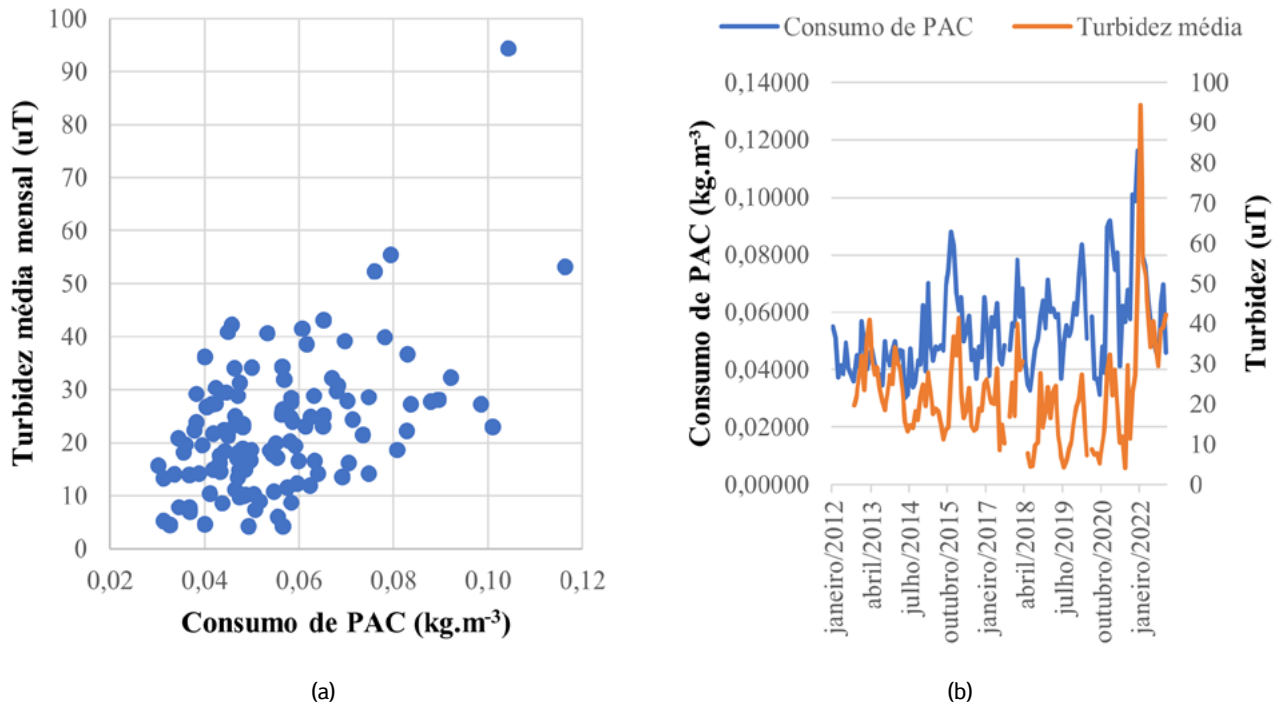 Turbidez média mensal (uT)
100
90
80
70
60
50
40
30
20
10
0
0,02
0,04
0,06
0,08
0,10
0,12
Consumo de PAC (kg.m⁻³)
(a)
Consumo de PAC
Turbidez média
Consumo de PAC (kg.m⁻³)
0,14000
0,12000
0,10000
0,08000
0,06000
0,04000
0,02000
0,00000
100
90
80
70
60
50
40
30
20
10
0
Turbidez (uT)
janeiro/2012
abril/2013
julho/2014
outubro/2015
janeiro/2017
abril/2018
julho/2019
outubro/2020
janeiro/2022
(b)